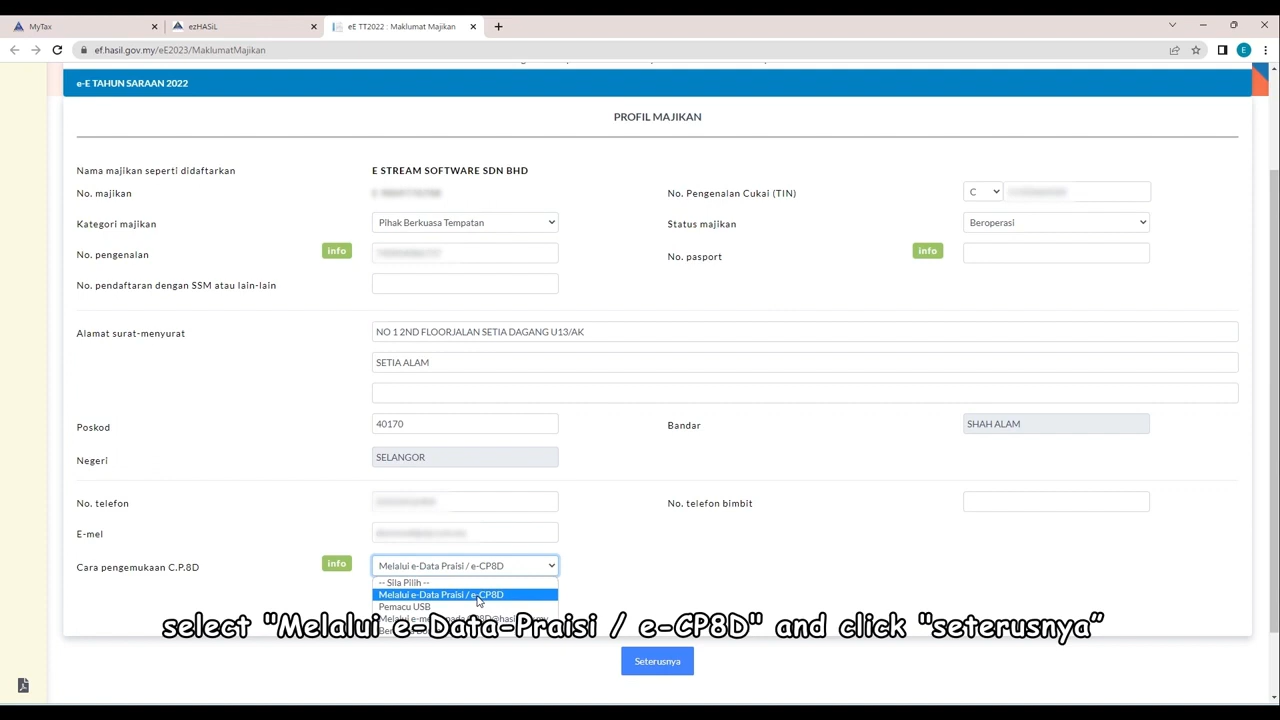 MyTax
ezHASiL
eE TT2022 : Maklumat Majikan
ef.hasil.gov.my/eE2023/MaklumatMajikan
E
e-E TAHUN SARAAN 2022
PROFIL MAJIKAN
Nama majikan seperti didaftarkan
E STREAM SOFTWARE SDN BHD
No. majikan
No. Pengenalan Cukai (TIN)
C
Kategori majikan
Pihak Berkuasa Tempatan
Status majikan
Beroperasi
No. pengenalan
info
No. pasport
info
No. pendaftaran dengan SSM atau lain-lain
Alamat surat-menyurat
NO 1 2ND FLOORJALAN SETIA DAGANG U13/AK
SETIA ALAM
Poskod
40170
Bandar
SHAH ALAM
Negeri
SELANGOR
No. telefon
No. telefon bimbit
E-mel
Cara pengemukaan C.P.8D
info
Melalui e-Data Praisi / e-CP8D
-- Sila Pilih --
Melalui e-Data Praisi / e-CP8D
Pemacu USB
select "Melalui e-Data-Praisi / e-CP8D" and click "seterusnya"
Seterusnya